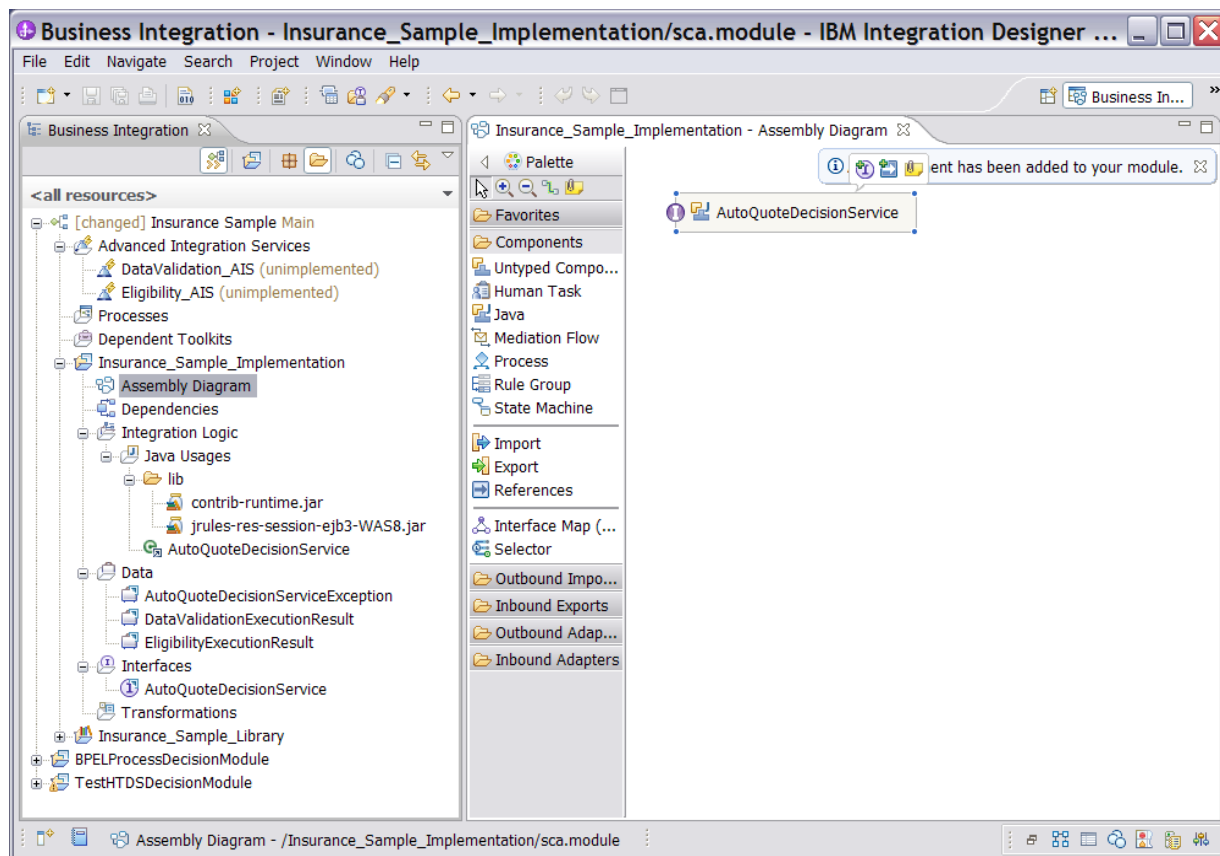 Business Integration - Insurance_Sample_Implementation/sca.module - IBM Integration Designer ...
File Edit Navigate Search Project Window Help
Business In...
»
Business Integration
<all resources>
[changed] Insurance Sample Main
Advanced Integration Services
DataValidation_AIS (unimplemented)
Eligibility_AIS (unimplemented)
Processes
Dependent Toolkits
Insurance_Sample_Implementation
Assembly Diagram
Dependencies
Integration Logic
Java Usages
lib
contrib-runtime.jar
jrules-res-session-ejb3-WAS8.jar
AutoQuoteDecisionService
Data
AutoQuoteDecisionServiceException
DataValidationExecutionResult
EligibilityExecutionResult
Interfaces
AutoQuoteDecisionService
Transformations
Insurance_Sample_Library
BPELProcessDecisionModule
TestHTDSDecisionModule
Insurance_Sample_Implementation - Assembly Diagram
Palette
Favorites
Components
Untyped Compo...
Human Task
Java
Mediation Flow
Process
Rule Group
State Machine
Import
Export
References
Interface Map (...
Selector
Outbound Impo...
Inbound Exports
Outbound Adap...
Inbound Adapters
ent has been added to your module.
AutoQuoteDecisionService
Assembly Diagram - /Insurance_Sample_Implementation/sca.module